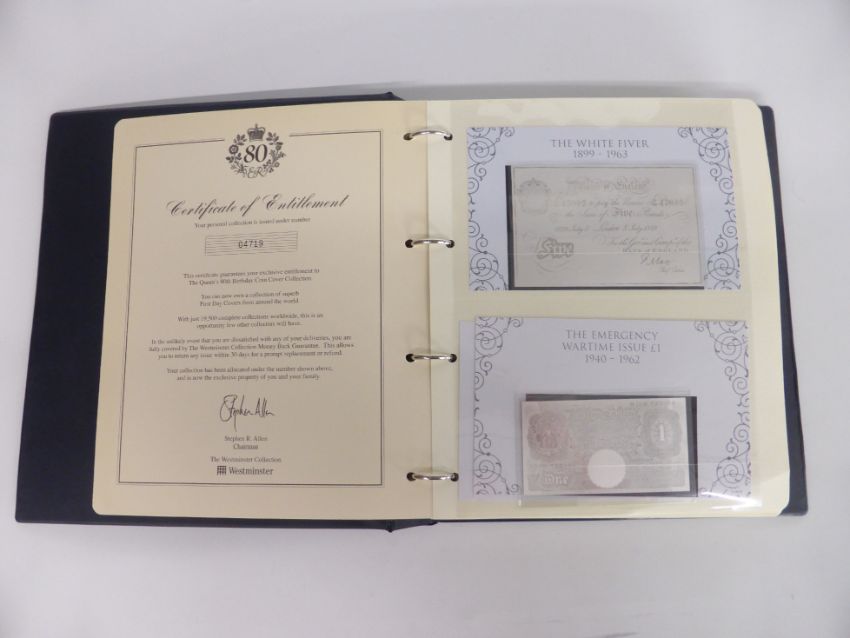 80
Certificate of Entitlement
Your personal collection is issued under number
04719
This certificate guarantees your exclusive entitlement to
The Queen's 80th Birthday Coin Cover Collection.
You can now own a collection of superb
First Day Covers from around the world.
With just 19,500 complete collections worldwide, this is an
opportunity few other collectors will have.
In the unlikely event that you are dissatisfied with any of your deliveries, you are
fully covered by The Westminster Collection Money Back Guarantee. This allows
you to return any issue within 30 days for a prompt replacement or refund.
Your collection has been allocated under the number shown above,
and is now the exclusive property of you and your family.
Stephen Allen
Stephen R. Allen
Chairman
The Westminster Collection
Westminster
THE WHITE FIVER
1899 - 1963
Five
London
THE EMERGENCY
WARTIME ISSUE £1
1940 - 1962
1
One